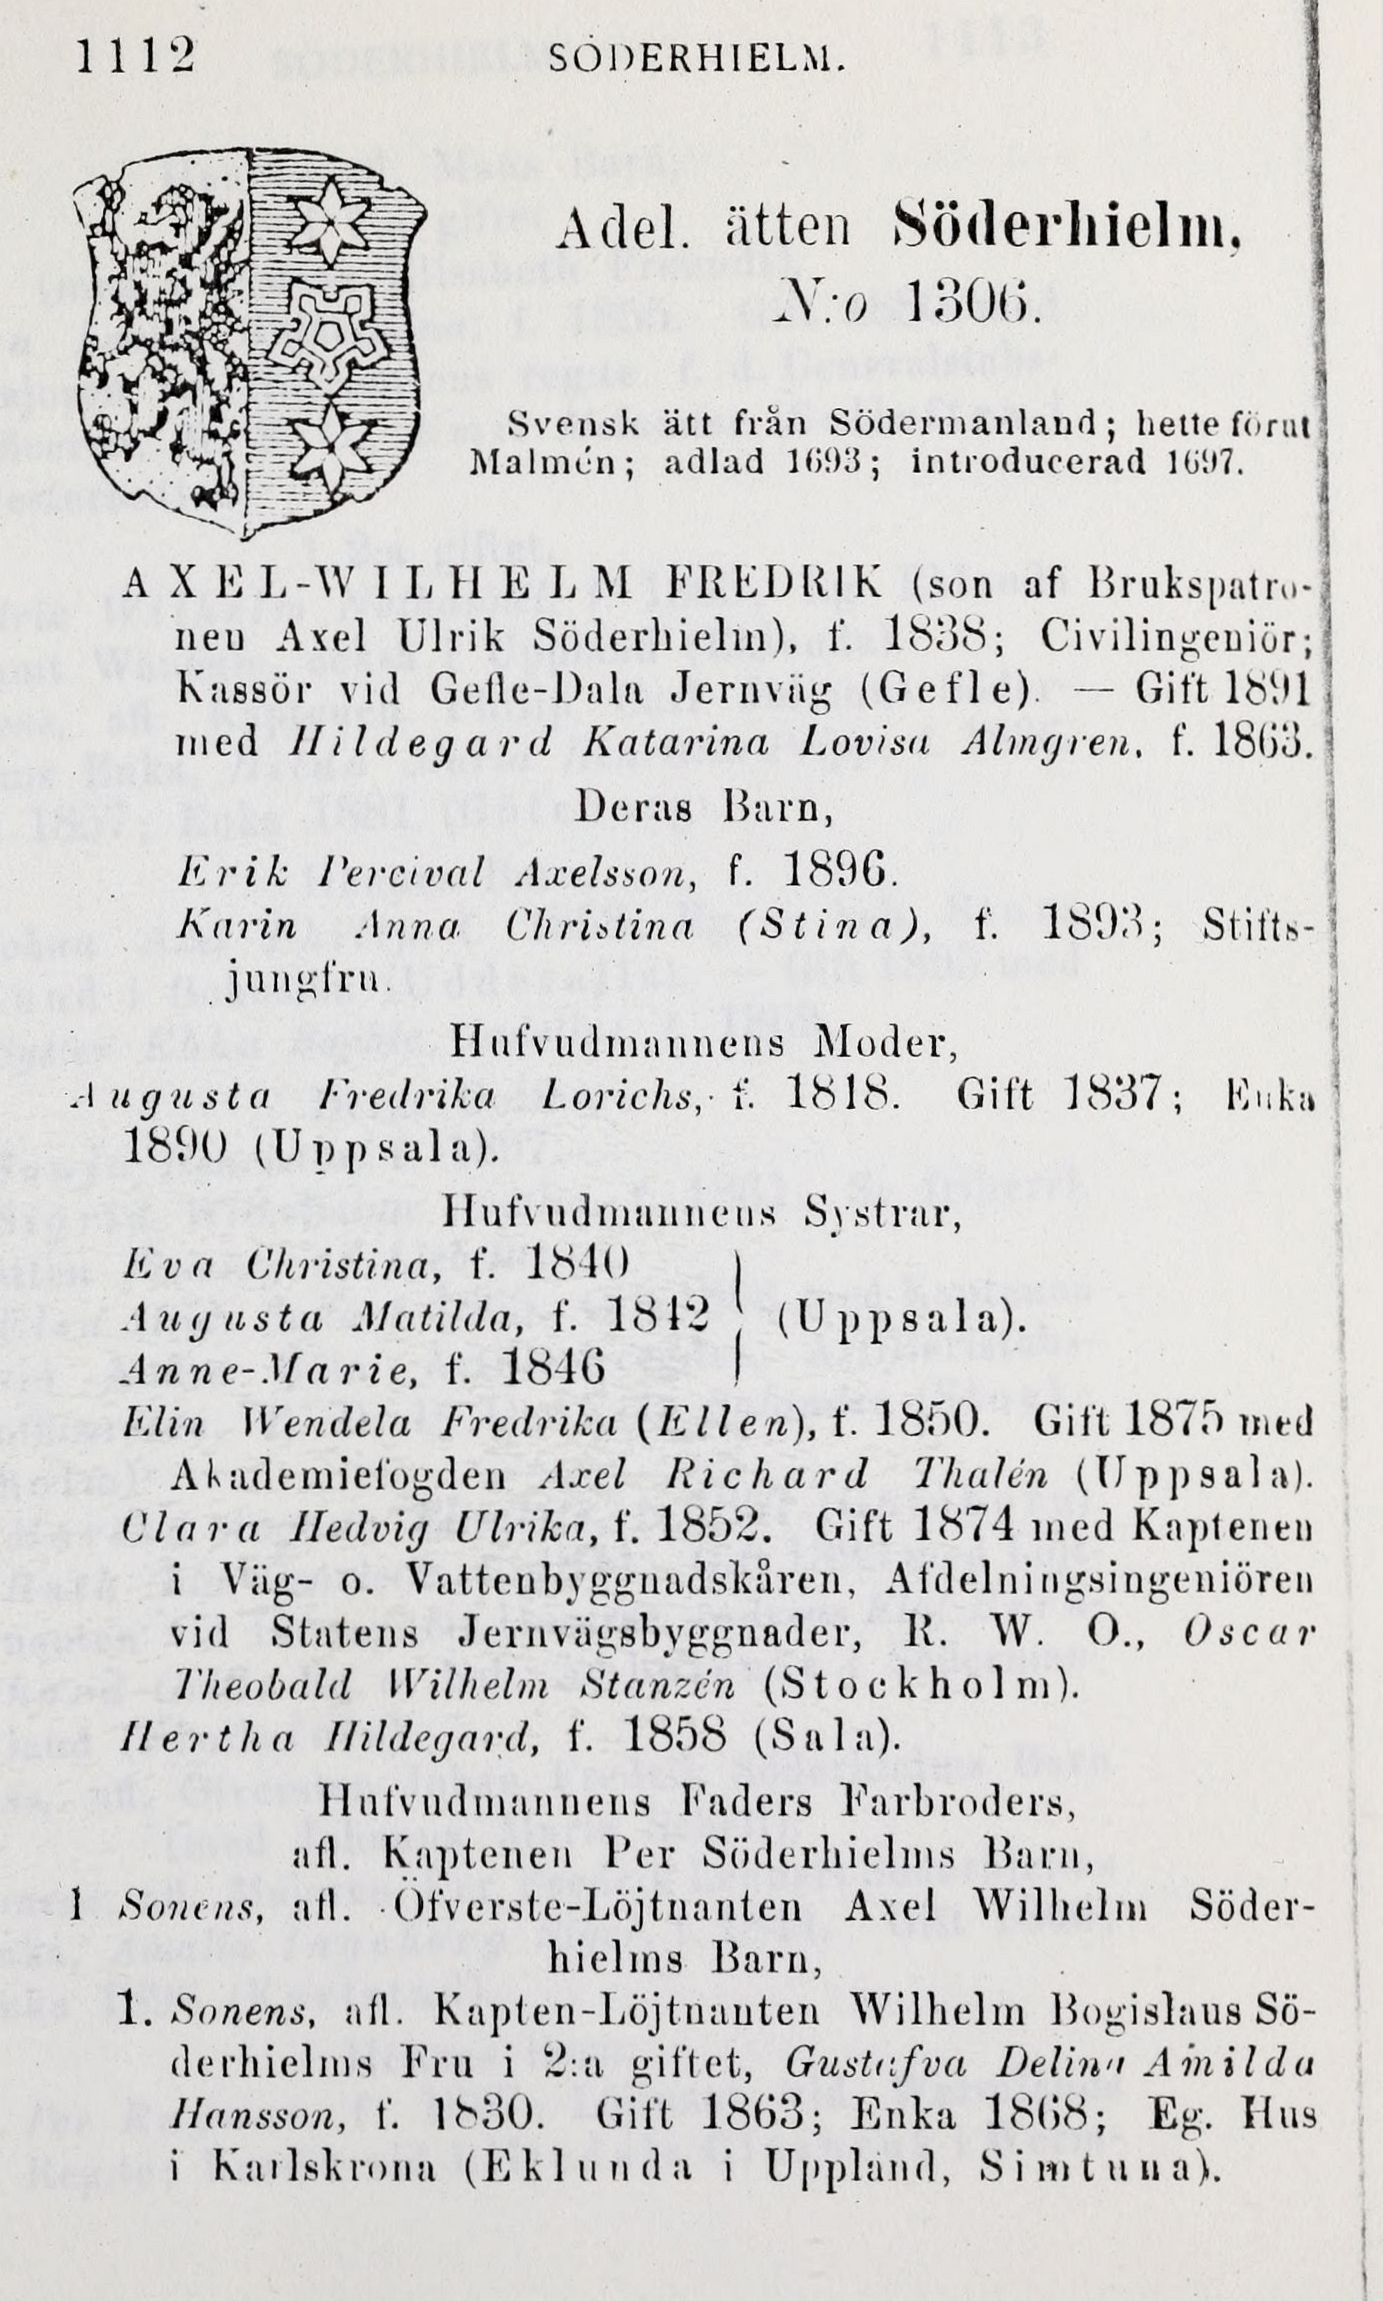 1112 SÖDERHIELM.
Adel. ätten Söderhielm,
N:o 1306.
Svensk ätt från Södermanland; hette förut
Malmén; adlad 1693; introducerad 1697.
AXEL-WILHELM FREDRIK (son af Brukspatro-
nen Axel Ulrik Söderhielm), f. 1838; Civilingeniör;
Kassör vid Gefle-Dala Jernväg (Gefle). — Gift 1891
med Hildegard Katarina Lovisa Almgren, f. 1863.
Deras Barn,
Erik Percival Axelsson, f. 1896.
Karin Anna Christina (Stina), f. 1893; Stifts-
jungfru.
Hufvudmannens Moder,
Augusta Fredrika Lorichs, f. 1818. Gift 1837; Enka
1890 (Uppsala).
Hufvudmannens Systrar,
Eva Christina, f. 1840
Augusta Matilda, f. 1842 (Uppsala).
Anne-Marie, f. 1846
Elin Wendela Fredrika (Ellen), f. 1850. Gift 1875 med
Akademiefogden Axel Richard Thalén (Uppsala).
Clara Hedvig Ulrika, f. 1852. Gift 1874 med Kaptenen
i Väg- o. Vattenbyggnadskåren, Afdelningsingeniören
vid Statens Jernvägsbyggnader, R. W. O., Oscar
Theobald Wilhelm Stanzén (Stockholm).
Hertha Hildegard, f. 1858 (Sala).
Hufvudmannens Faders Farbroders,
afl. Kaptenen Per Söderhielms Barn,
1 Sonens, afl. Öfverste-Löjtnanten Axel Wilhelm Söder-
hielms Barn,
1. Sonens, afl. Kapten-Löjtnanten Wilhelm Bogislaus Sö-
derhielms Fru i 2:a giftet, Gustafva Delina Amilda
Hansson, f. 1830. Gift 1863; Enka 1868; Eg. Hus
i Karlskrona (Eklunda i Uppland, Simtuna).